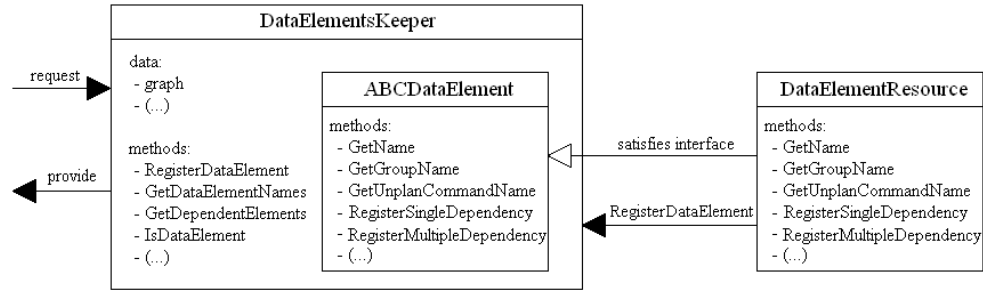 DataElementsKeeper
data:
- graph
- (...)
methods:
- RegisterDataElement
- GetDataElementNames
- GetDependentElements
- IsDataElement
- (...)
request
provide
ABCDataElement
methods:
- GetName
- GetGroupName
- GetUnplanCommandName
- RegisterSingleDependency
- RegisterMultipleDependency
- (...)
satisfies interface
RegisterDataElement
DataElementResource
methods:
- GetName
- GetGroupName
- GetUnplanCommandName
- RegisterSingleDependency
- RegisterMultipleDependency
- (...)